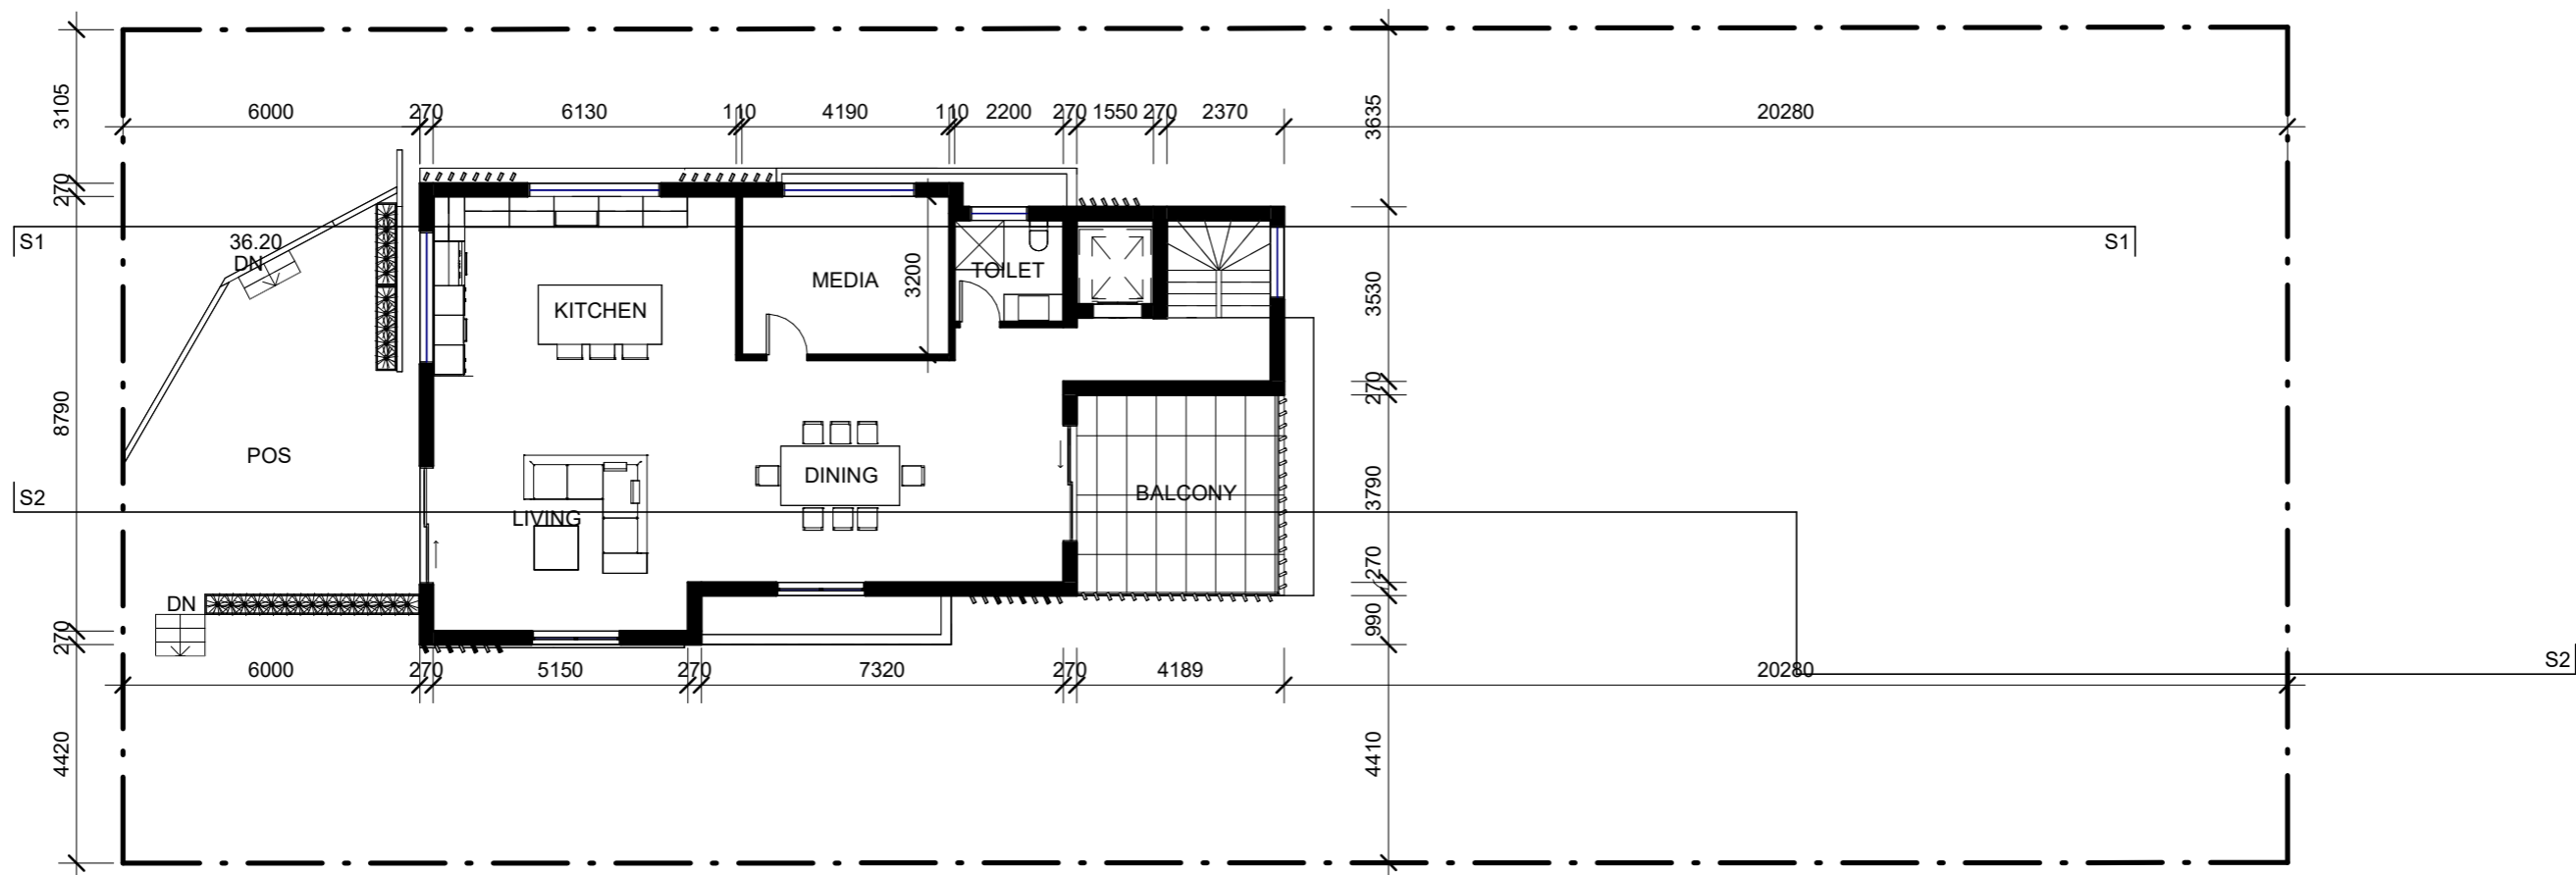 6000 270 6130 110 4190 110 2200 270 1550 270 2370 20280
3105
3635
270
S1
36.20
DN
S1
TOILET
MEDIA
3200
KITCHEN
3530
270
8790
POS
DINING
BALCONY
3790
S2
LIVING
270
DN
990
270
S2
6000 270 5150 270 7320 270 4189 20280
4420
4410